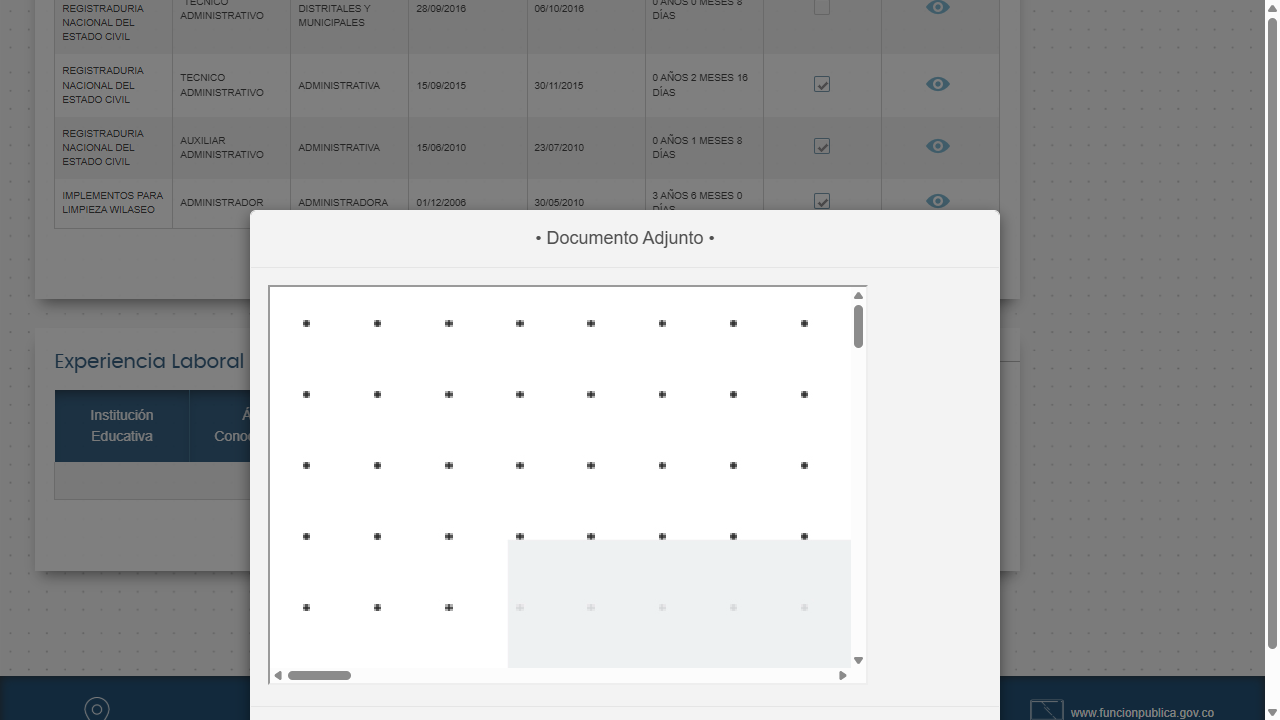 REGISTRADURIA NACIONAL DEL ESTADO CIVIL
TECNICO ADMINISTRATIVO
DISTRITALES Y MUNICIPALES
28/09/2016
06/10/2016
0 AÑOS 0 MESES 8 DÍAS
REGISTRADURIA NACIONAL DEL ESTADO CIVIL
TECNICO ADMINISTRATIVO
ADMINISTRATIVA
15/09/2015
30/11/2015
0 AÑOS 2 MESES 16 DÍAS
REGISTRADURIA NACIONAL DEL ESTADO CIVIL
AUXILIAR ADMINISTRATIVO
ADMINISTRATIVA
15/06/2010
23/07/2010
0 AÑOS 1 MESES 8 DÍAS
IMPLEMENTOS PARA LIMPIEZA WILASEO
ADMINISTRADOR
ADMINISTRADORA
01/12/2006
30/05/2010
3 AÑOS 6 MESES 0 DÍAS
• Documento Adjunto •
Experiencia Laboral
Institución Educativa
www.funcionpublica.gov.co